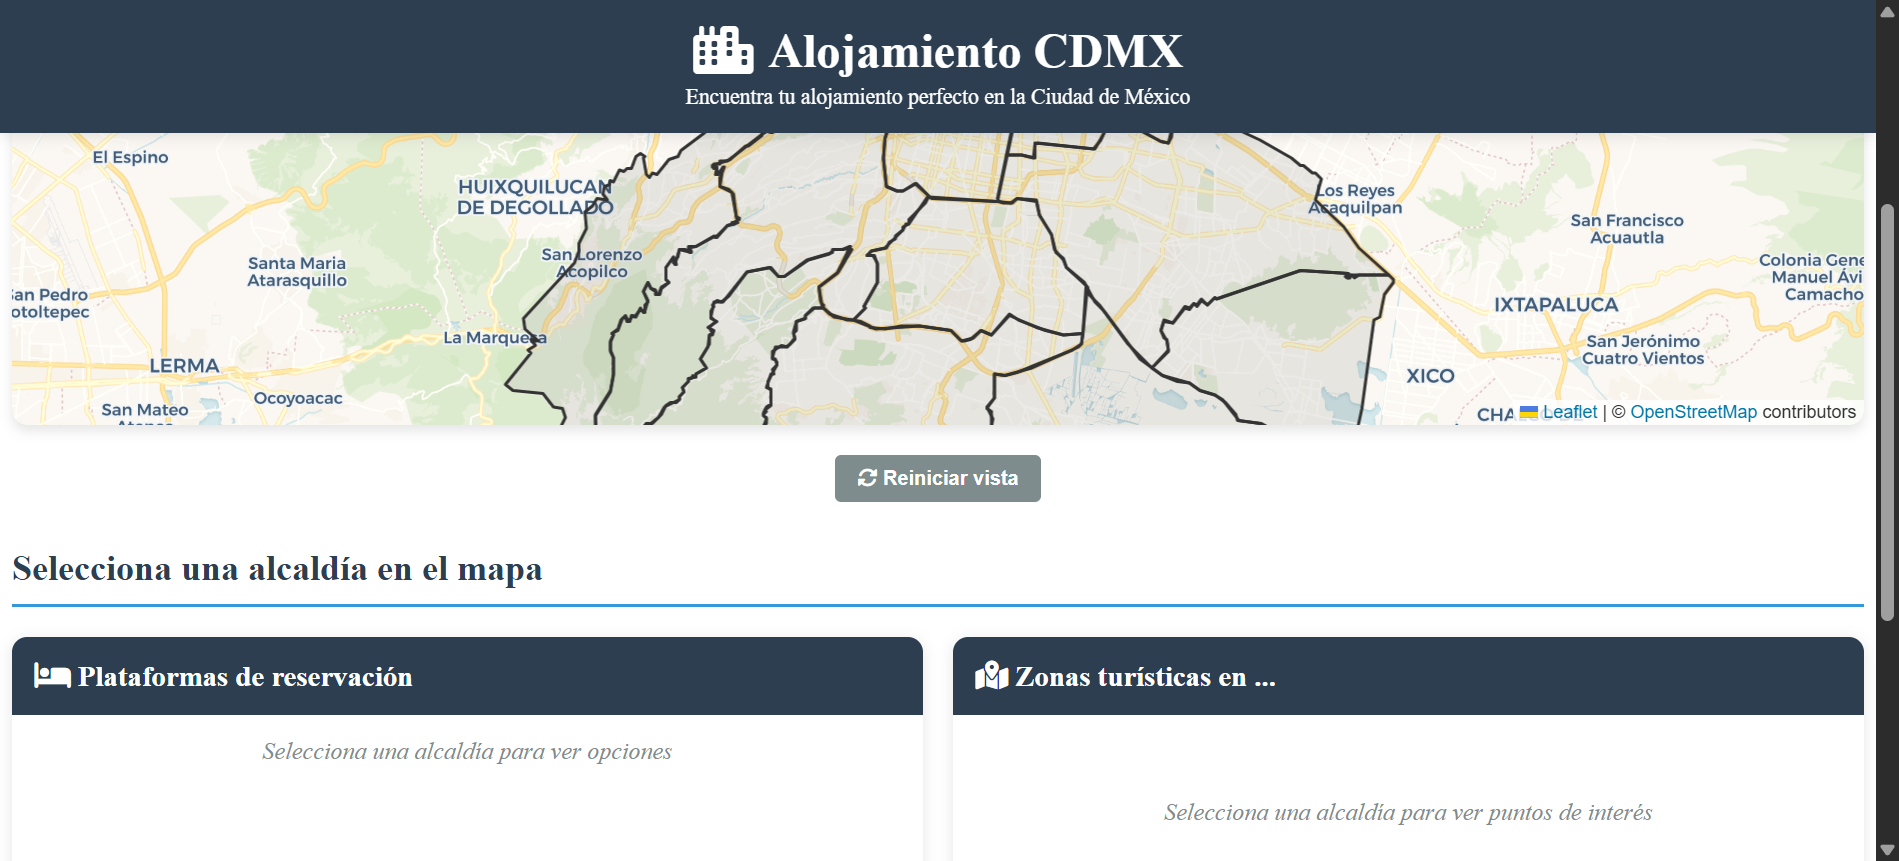 Alojamiento CDMX
Encuentra tu alojamiento perfecto en la Ciudad de México
El Espino
HUIXQUILUCAN
DE DEGOLLADO
Los Reyes
Acaquilpan
San Francisco
Acuautla
San Lorenzo
Acopilco
Santa Maria
Atarasquillo
Colonia Gene
Manuel Ávi
Camacho
an Pedro
otoltepec
IXTAPALUCA
La Marquesa
San Jerónimo
Cuatro Vientos
LERMA
XICO
Ocoyoacac
San Mateo
CHA
Leaflet | © OpenStreetMap contributors
Reiniciar vista
Selecciona una alcaldía en el mapa
Plataformas de reservación
Selecciona una alcaldía para ver opciones
Zonas turísticas en ...
Selecciona una alcaldía para ver puntos de interés